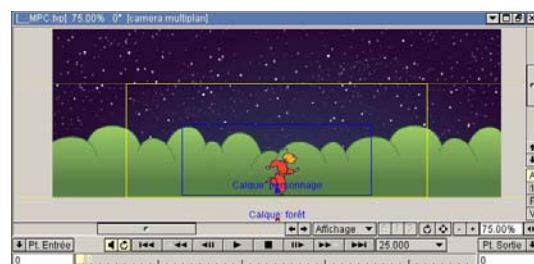 [__MPC.tvp] 75.00% 0* [camera multiplan]
Calque: personnage
Calque: forêt
Affichage
75.00%
Pt. Entrée
25.000
Pt. Sortie
0
0
0